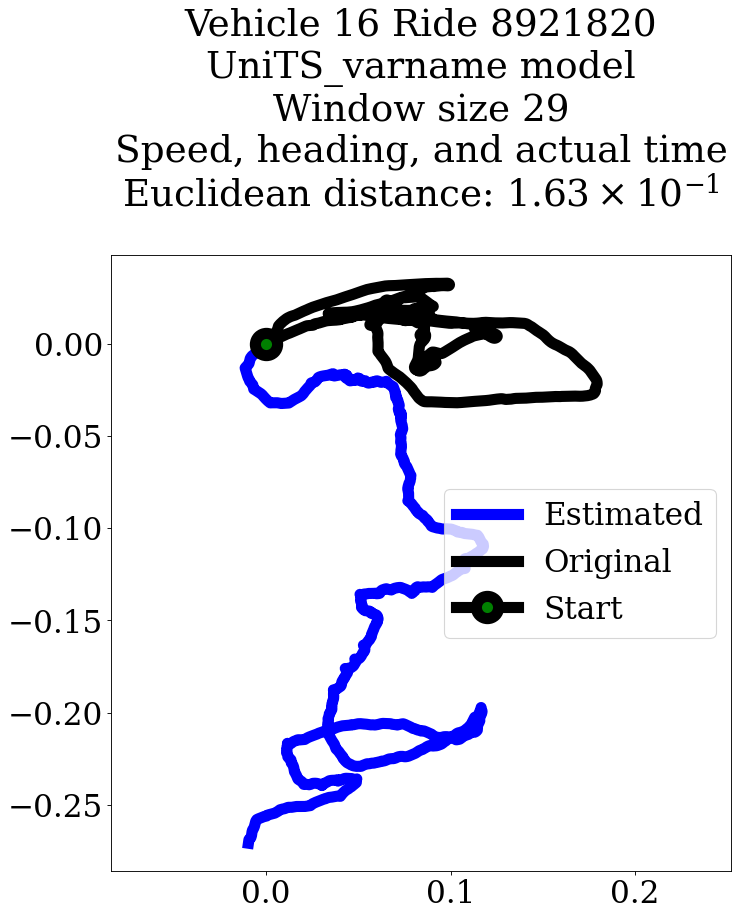 Vehicle 16 Ride 8921820
UniTS_varname model
Window size 29
Speed, heading, and actual time
Euclidean distance: 1.63 × 10⁻¹
0.00
−0.05
−0.10
−0.15
−0.20
−0.25
Estimated
Original
Start
0.0 0.1 0.2